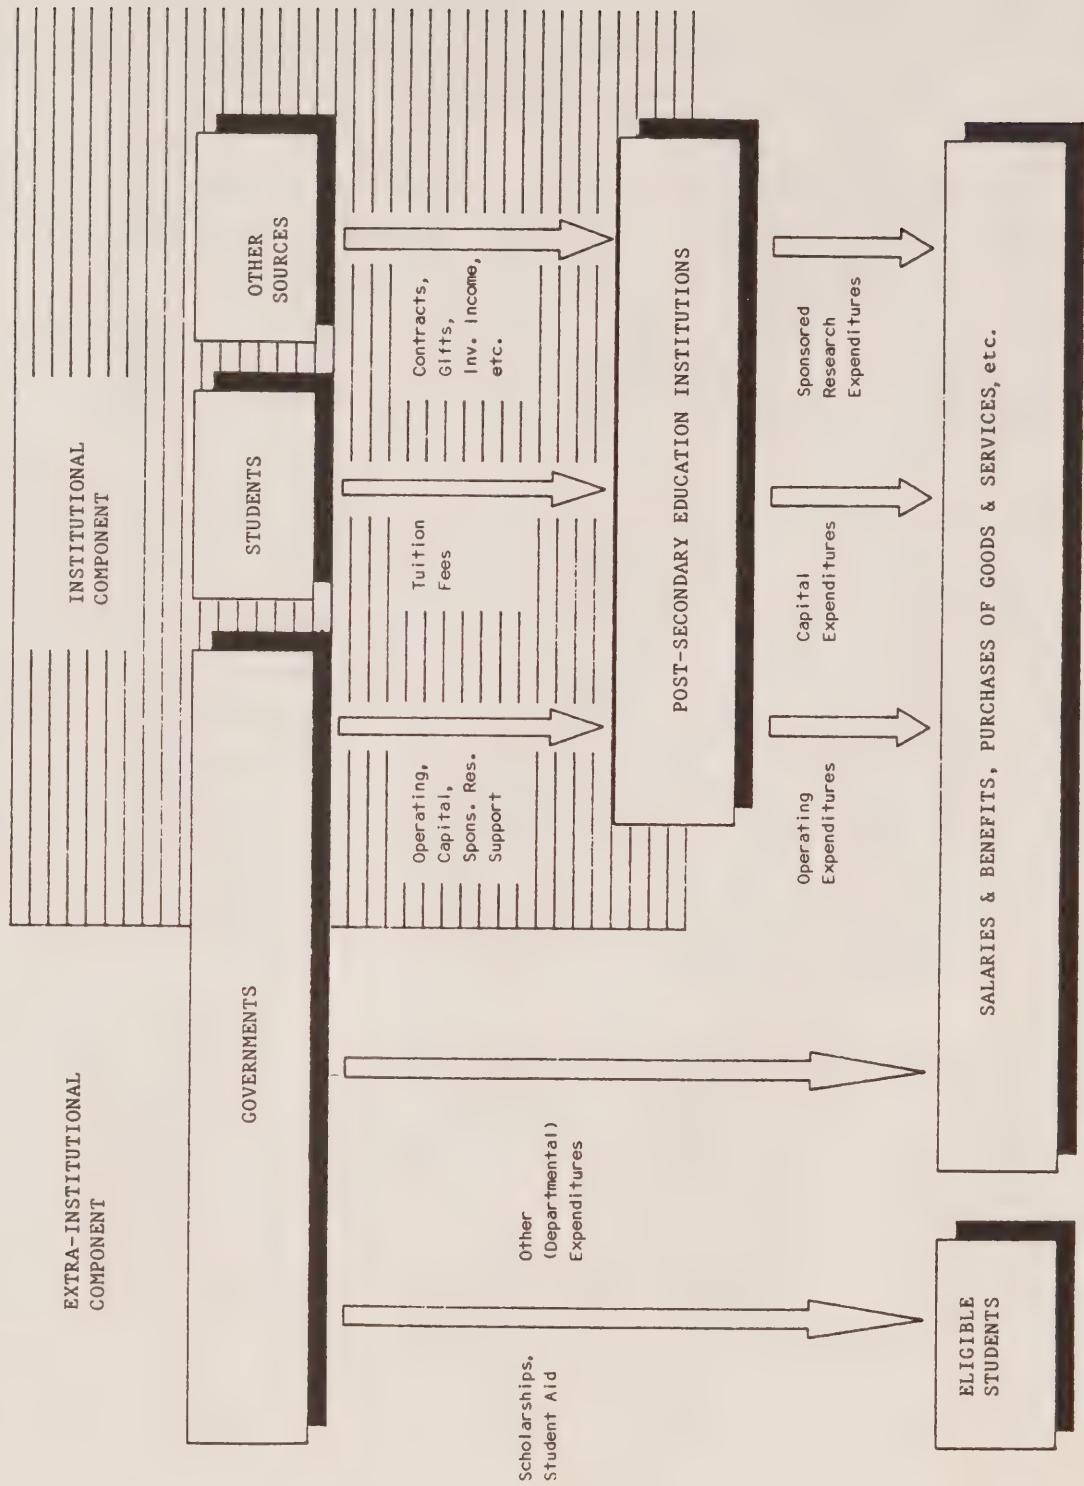 EXTRA-INSTITUTIONAL
COMPONENT
INSTITUTIONAL
COMPONENT
GOVERNMENTS
STUDENTS
OTHER
SOURCES
Scholarships,
Student Aid
Other
(Departmental)
Expenditures
Operating,
Capital,
Spons. Res.
Support
Tuition
Fees
Contracts,
Gifts,
Inv. Income,
etc.
POST-SECONDARY EDUCATION INSTITUTIONS
Operating
Expenditures
Capital
Expenditures
Sponsored
Research
Expenditures
ELIGIBLE
STUDENTS
SALARIES & BENEFITS, PURCHASES OF GOODS & SERVICES, etc.